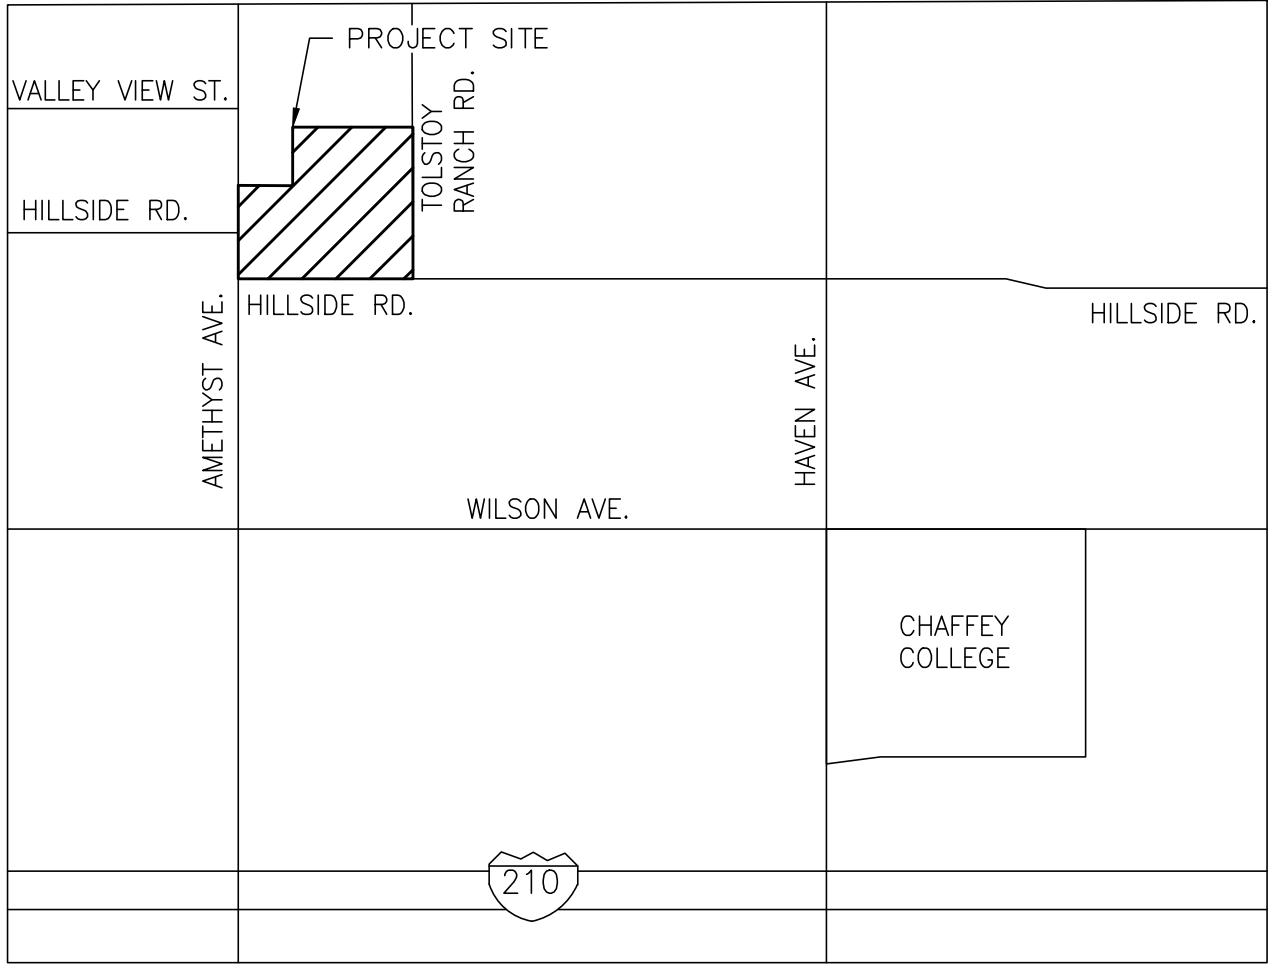 PROJECT SITE
VALLEY VIEW ST.
TOLSTOY
RANCH RD.
HILLSIDE RD.
HILLSIDE RD.
HILLSIDE RD.
AMETHYST AVE.
HAVEN AVE.
WILSON AVE.
CHAFFEY
COLLEGE
210